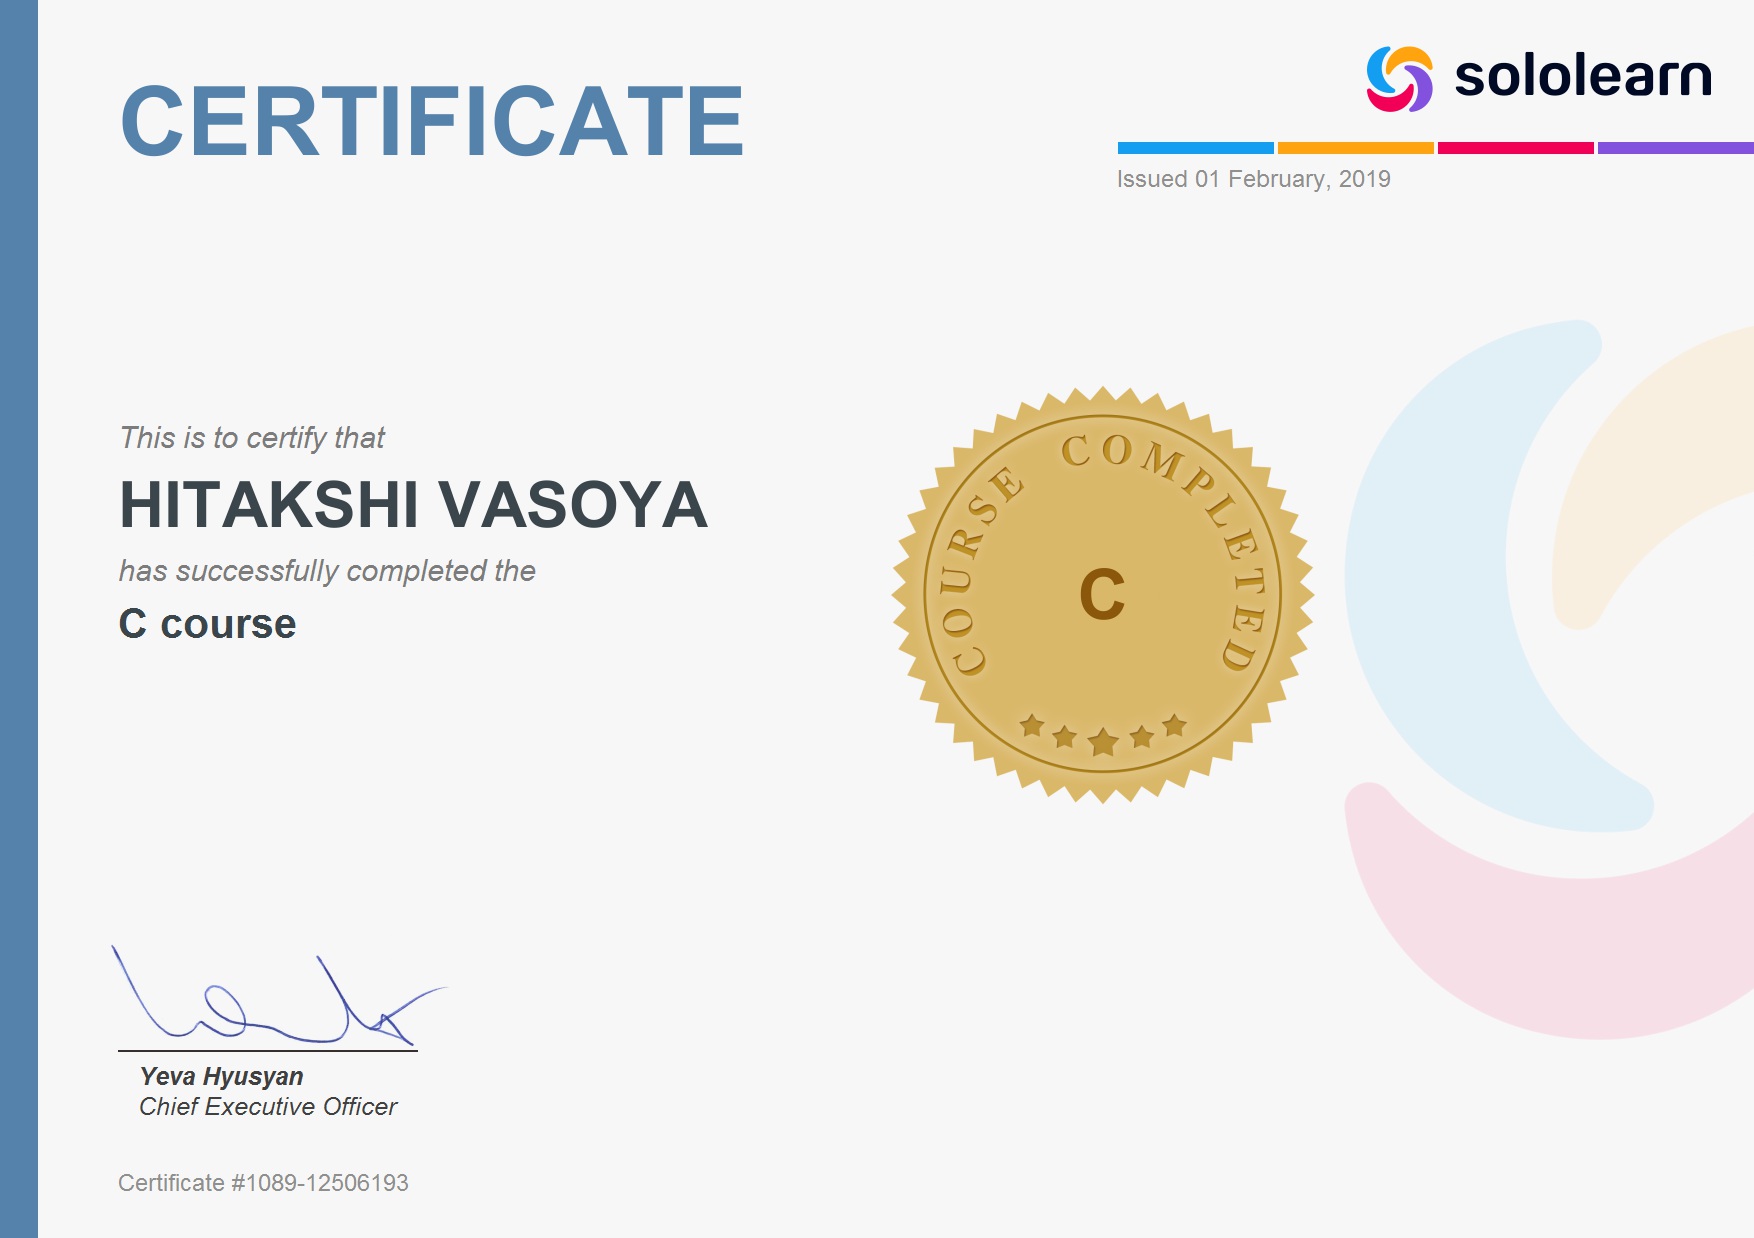 CERTIFICATE
sololearn
Issued 01 February, 2019
This is to certify that
HITAKSHI VASOYA
has successfully completed the
C course
COURSE COMPLETED
C
Yeva Hyusyan
Chief Executive Officer
Certificate #1089-12506193